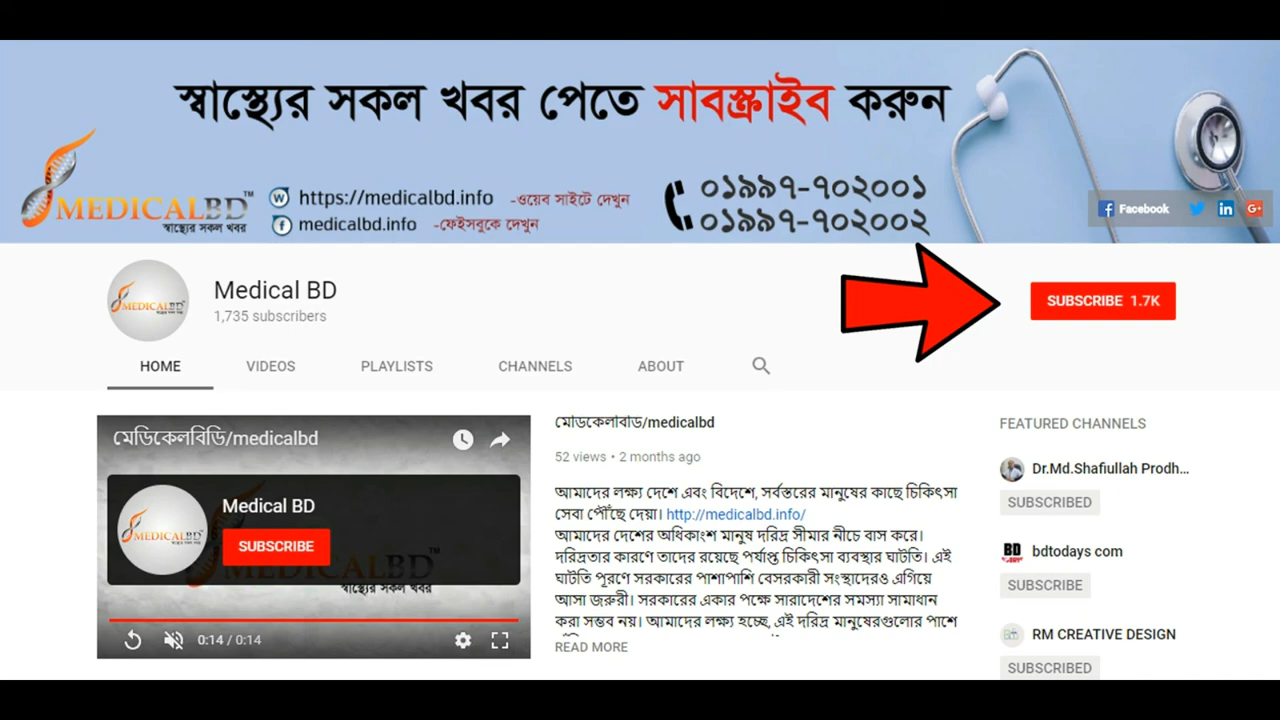 স্বাস্থ্যের সকল খবর পেতে সাবস্ক্রাইব করুন
MEDICALBD™
স্বাস্থ্যের সকল খবর
https://medicalbd.info -ওয়েব সাইটে দেখুন
medicalbd.info -ফেইসবুকে দেখুন
০১৯৯৭-৭০২০০১
০১৯৯৭-৭০২০০২
Facebook
Medical BD
1,735 subscribers
SUBSCRIBE 1.7K
HOME VIDEOS PLAYLISTS CHANNELS ABOUT
মেডিকেলবিডি/medicalbd
Medical BD
SUBSCRIBE
স্বাস্থ্যের সকল খবর
0:14 / 0:14
মোডকেলাবাড/medicalbd
52 views • 2 months ago
আমাদের লক্ষ্য দেশে এবং বিদেশে, সর্বস্তরের মানুষের কাছে চিকিৎসা
সেবা পৌঁছে দেয়া। http://medicalbd.info/
আমাদের দেশের অধিকাংশ মানুষ দরিদ্র সীমার নীচে বাস করে।
দরিদ্রতার কারণে তাদের রয়েছে পর্যাপ্ত চিকিৎসা ব্যবস্থার ঘাটতি। এই
ঘাটতি পূরণে সরকারের পাশাপাশি বেসরকারী সংস্থাদেরও এগিয়ে
আসা জরুরী। সরকারের একার পক্ষে সারাদেশের সমস্যা সামাধান
করা সম্ভব নয়। আমাদের লক্ষ্য হচ্ছে, এই দরিদ্র মানুষেরগুলোর পাশে
READ MORE
FEATURED CHANNELS
Dr.Md.Shafiullah Prodh...
SUBSCRIBED
bdtodays com
SUBSCRIBE
RM CREATIVE DESIGN
SUBSCRIBED